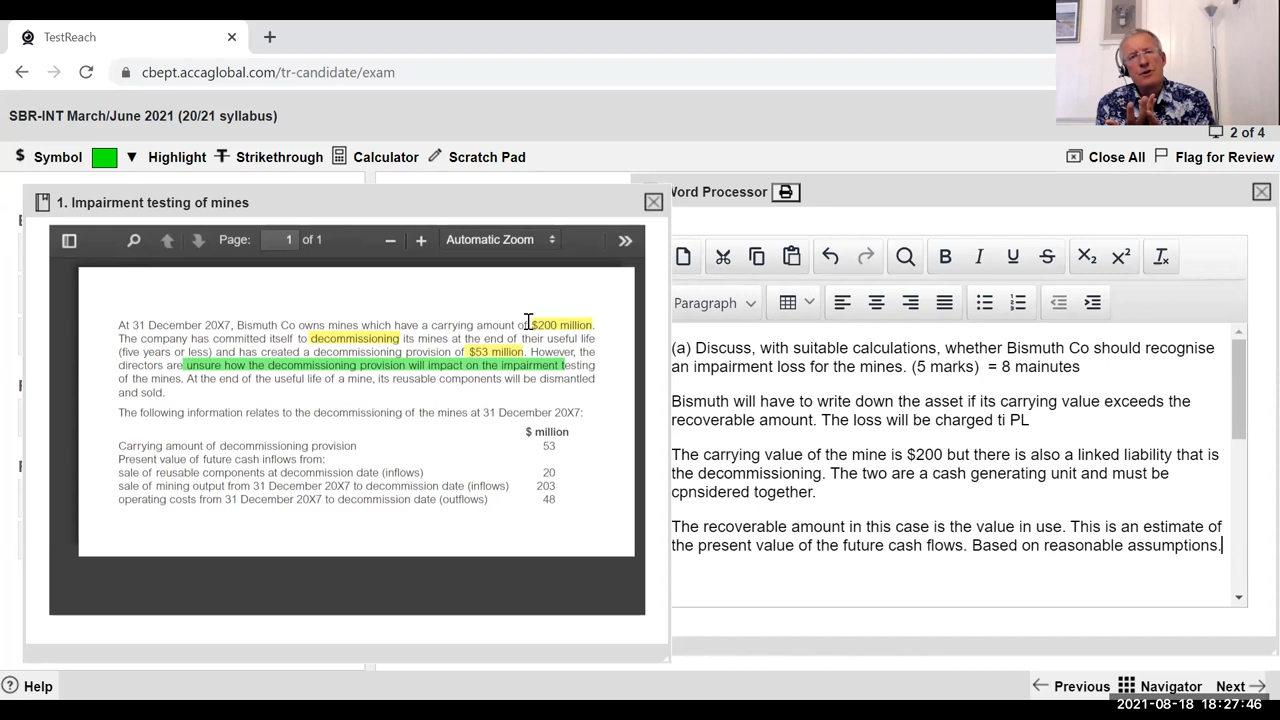 TestReach
cbept.accaglobal.com/tr-candidate/exam
SBR-INT March/June 2021 (20/21 syllabus)
2 of 4
$ Symbol Highlight Strikethrough Calculator Scratch Pad Close All Flag for Review
1. Impairment testing of mines
Page: 1 of 1 Automatic Zoom
At 31 December 20X7, Bismuth Co owns mines which have a carrying amount of $200 million.
The company has committed itself to decommissioning its mines at the end of their useful life
(five years or less) and has created a decommissioning provision of $53 million. However, the
directors are unsure how the decommissioning provision will impact on the impairment testing
of the mines. At the end of the useful life of a mine, its reusable components will be dismantled
and sold.
The following information relates to the decommissioning of the mines at 31 December 20X7:
$ million
Carrying amount of decommissioning provision 53
Present value of future cash inflows from:
sale of reusable components at decommission date (inflows) 20
sale of mining output from 31 December 20X7 to decommission date (inflows) 203
operating costs from 31 December 20X7 to decommission date (outflows) 48
Word Processor
B I U S X₂ X² Tx
Paragraph
(a) Discuss, with suitable calculations, whether Bismuth Co should recognise
an impairment loss for the mines. (5 marks) = 8 mainutes
Bismuth will have to write down the asset if its carrying value exceeds the
recoverable amount. The loss will be charged ti PL
The carrying value of the mine is $200 but there is also a linked liability that is
the decommissioning. The two are a cash generating unit and must be
cpnsidered together.
The recoverable amount in this case is the value in use. This is an estimate of
the present value of the future cash flows. Based on reasonable assumptions.
Help Previous Navigator Next
2021-08-18 18:27:46